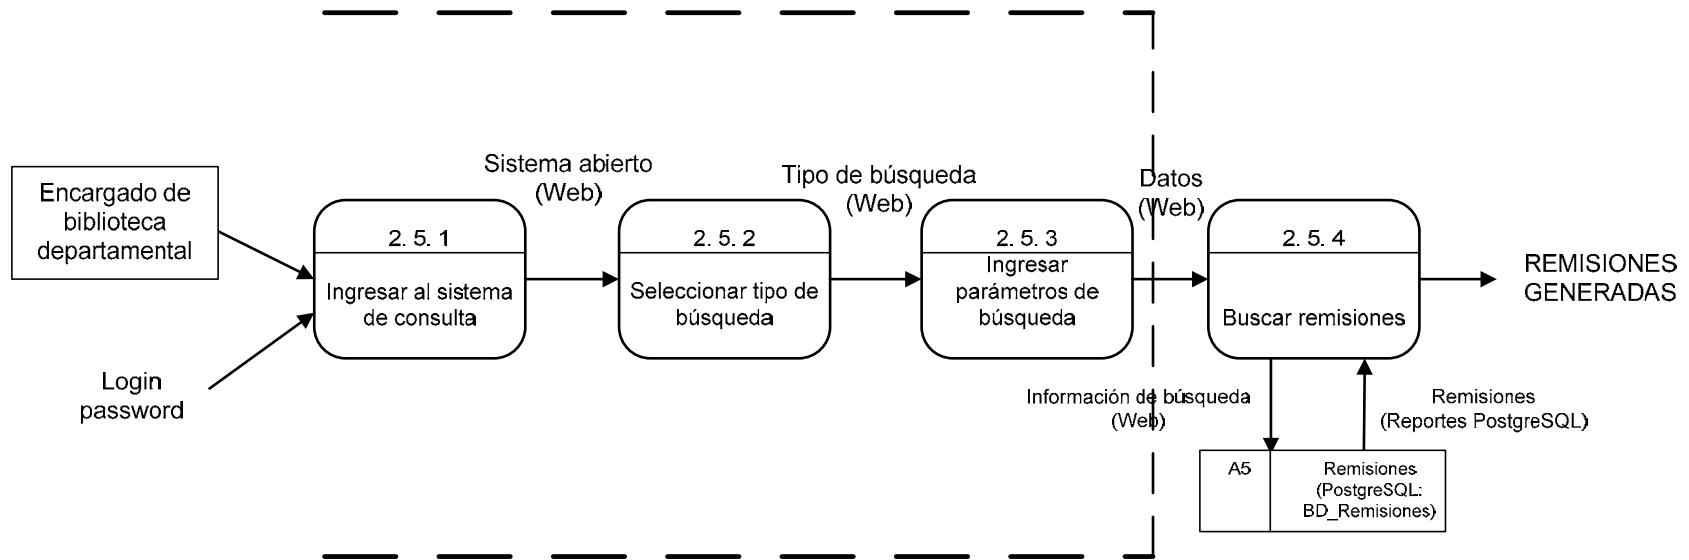 Encargado de
biblioteca
departamental
Login
password
2. 5. 1
Ingresar al sistema
de consulta
Sistema abierto
(Web)
2. 5. 2
Seleccionar tipo de
búsqueda
Tipo de búsqueda
(Web)
2. 5. 3
Ingresar
parámetros de
búsqueda
Datos
(Web)
2. 5. 4
Buscar remisiones
REMISIONES
GENERADAS
Información de búsqueda
(Web)
Remisiones
(Reportes PostgreSQL)
A5
Remisiones
(PostgreSQL:
BD_Remisiones)